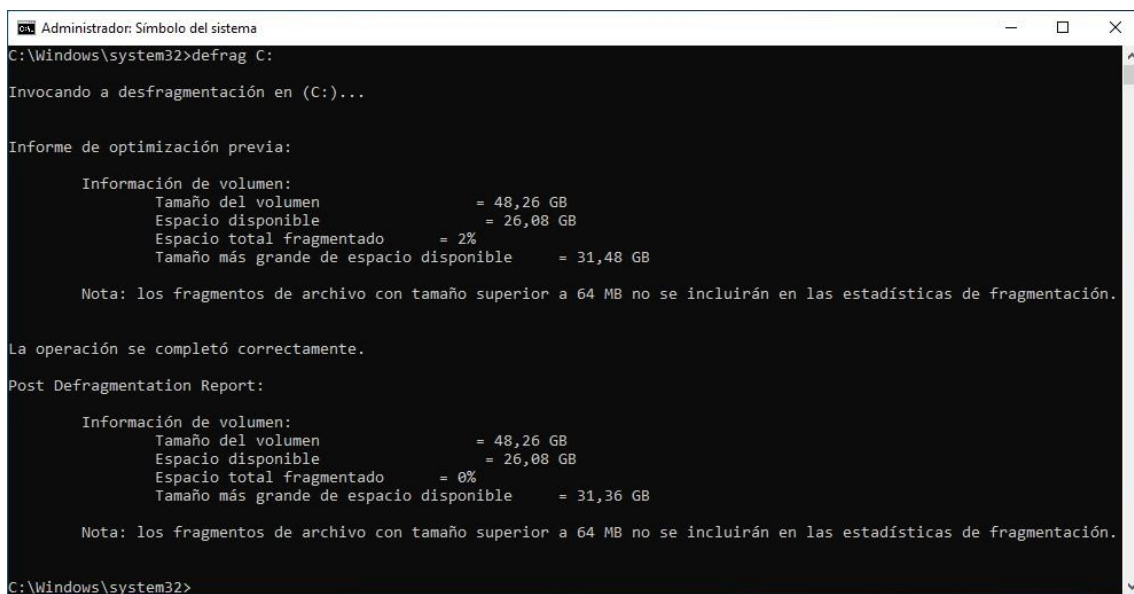 Administrador: Símbolo del sistema
C:\Windows\system32>defrag C:
Invocando a desfragmentación en (C:)...
Informe de optimización previa:
Información de volumen:
Tamaño del volumen = 48,26 GB
Espacio disponible = 26,08 GB
Espacio total fragmentado = 2%
Tamaño más grande de espacio disponible = 31,48 GB
Nota: los fragmentos de archivo con tamaño superior a 64 MB no se incluirán en las estadísticas de fragmentación.
La operación se completó correctamente.
Post Defragmentation Report:
Información de volumen:
Tamaño del volumen = 48,26 GB
Espacio disponible = 26,08 GB
Espacio total fragmentado = 0%
Tamaño más grande de espacio disponible = 31,36 GB
Nota: los fragmentos de archivo con tamaño superior a 64 MB no se incluirán en las estadísticas de fragmentación.
C:\Windows\system32>